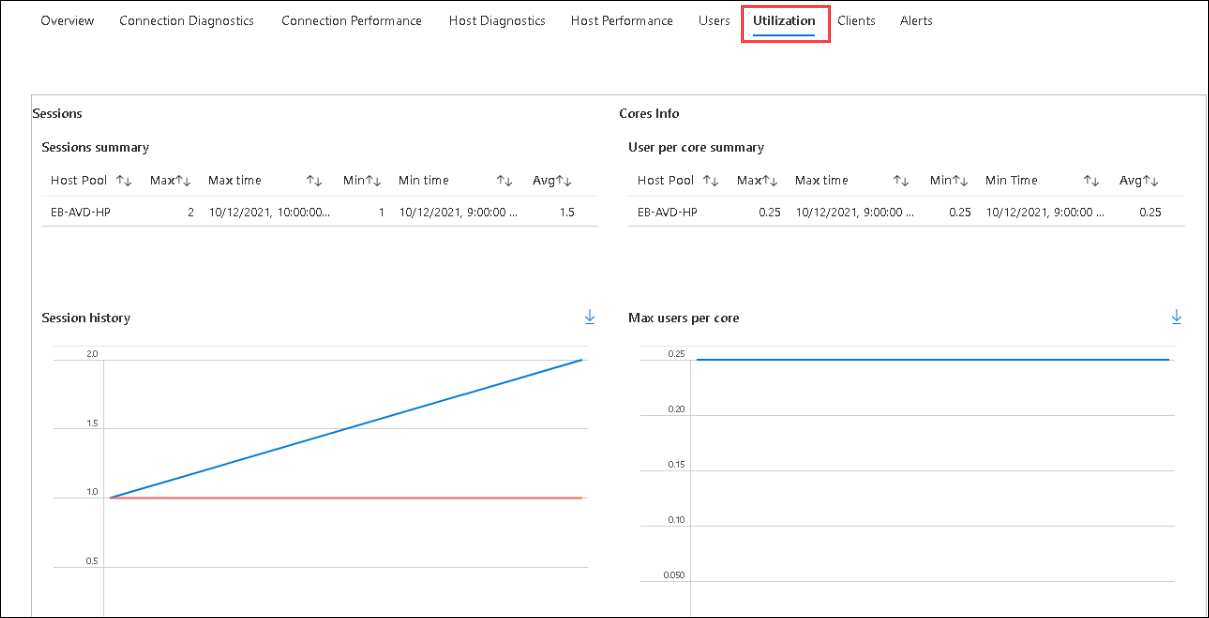 Overview Connection Diagnostics Connection Performance Host Diagnostics Host Performance Users Utilization Clients Alerts
Sessions
Sessions summary
Host Pool ↑↓ Max↑↓ Max time ↑↓ Min↑↓ Min time ↑↓ Avg↑↓
EB-AVD-HP 2 10/12/2021, 10:00:00... 1 10/12/2021, 9:00:00 ... 1.5
Session history
2.0
1.5
1.0
0.5
Cores Info
User per core summary
Host Pool ↑↓ Max↑↓ Max time ↑↓ Min↑↓ Min Time ↑↓ Avg↑↓
EB-AVD-HP 0.25 10/12/2021, 9:00:00 ... 0.25 10/12/2021, 9:00:00 ... 0.25
Max users per core
0.25
0.20
0.15
0.10
0.050